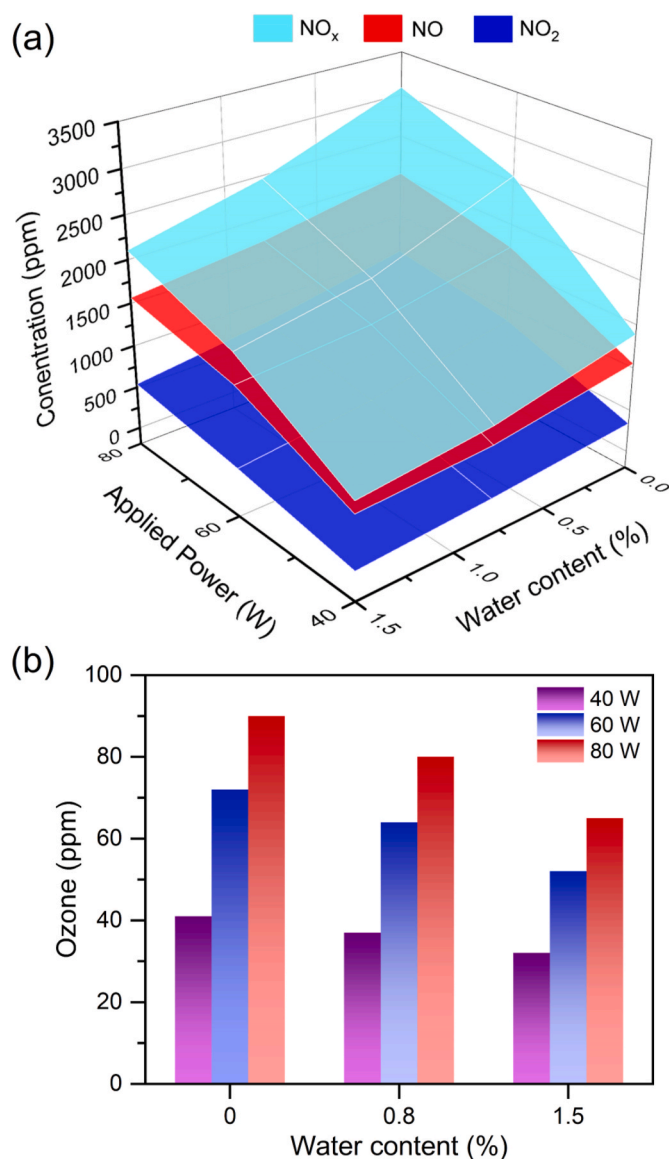 (a)
NOx NO NO2
3500
3000
2500
2000
1500
1000
500
0
Conentration (ppm)
80
60
40
Applied Power (W)
0.0
0.5
1.0
1.5
Water content (%)
(b)
100
80
60
40
20
0
Ozone (ppm)
40 W
60 W
80 W
0 0.8 1.5
Water content (%)